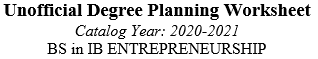 Unofficial Degree Planning Worksheet
Catalog Year: 2020-2021
BS in IB ENTREPRENEURSHIP